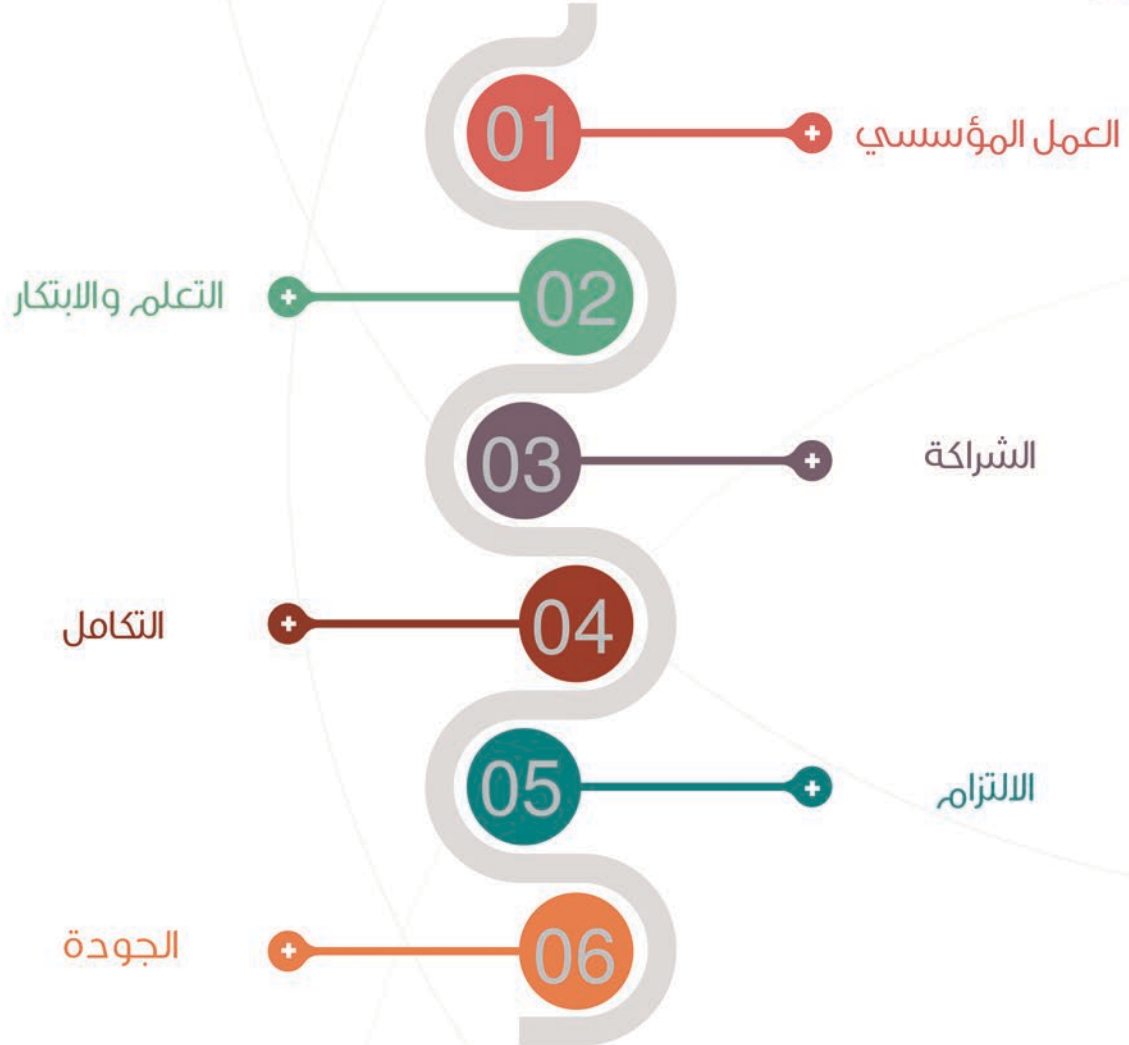 01
العمل المؤسسي
02
التعلم والابتكار
03
الشراكة
04
التكامل
05
الالتزام
06
الجودة